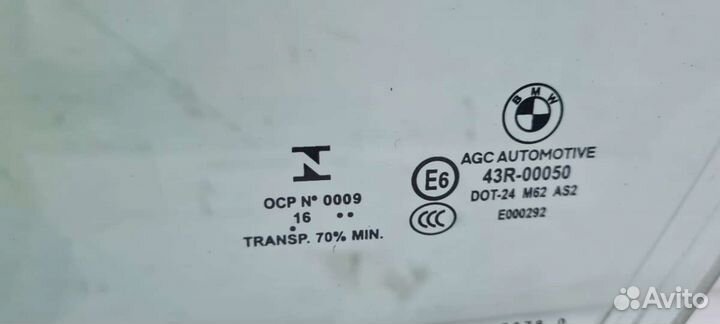 BMW
AGC AUTOMOTIVE
43R-00050
DOT-24 M62 AS2
E000292
E6
CCC
OCP Nº 0009
16
TRANSP. 70% MIN.
Avito